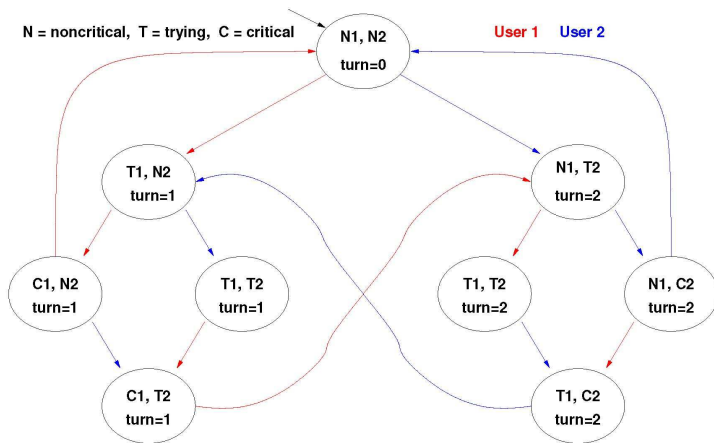 N = noncritical,  T = trying,  C = critical
User 1    User 2
N1, N2
turn=0
T1, N2
turn=1
N1, T2
turn=2
C1, N2
turn=1
T1, T2
turn=1
T1, T2
turn=2
N1, C2
turn=2
C1, T2
turn=1
T1, C2
turn=2